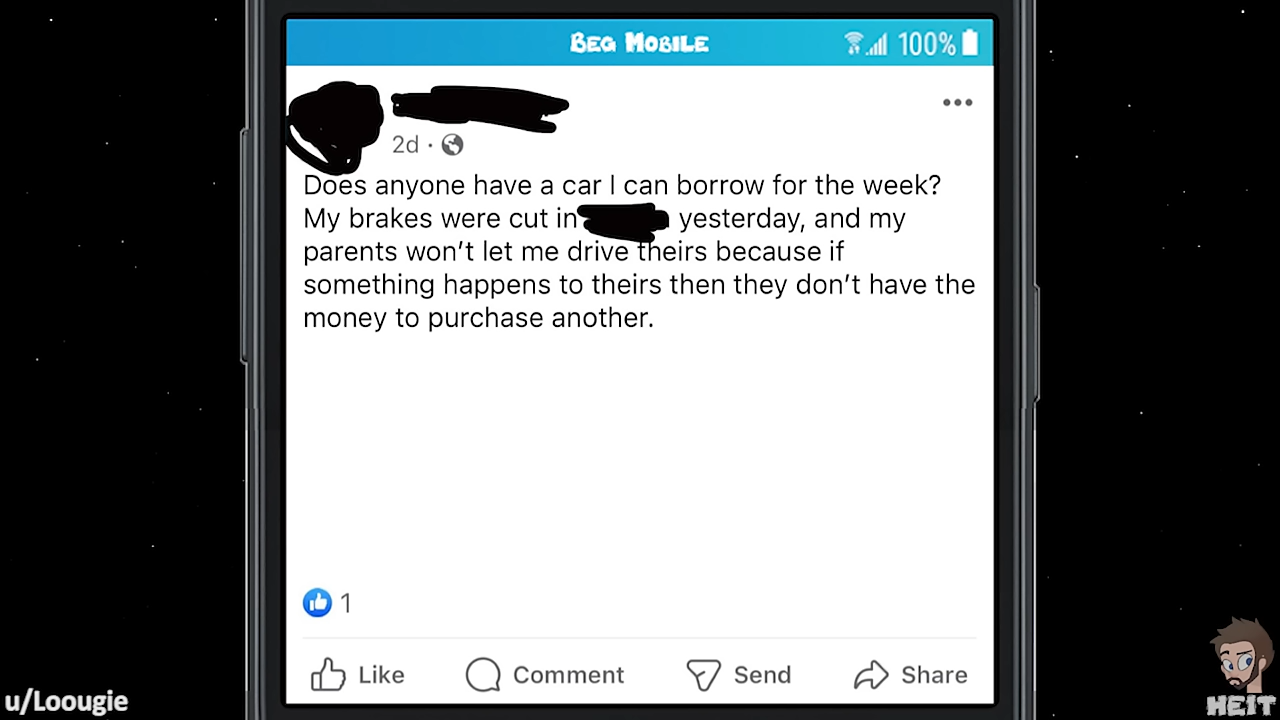 BEG MOBILE
100%
2d ·
Does anyone have a car I can borrow for the week?
My brakes were cut in yesterday, and my
parents won't let me drive theirs because if
something happens to theirs then they don't have the
money to purchase another.
1
Like Comment Send Share
u/Loougie
HEIT